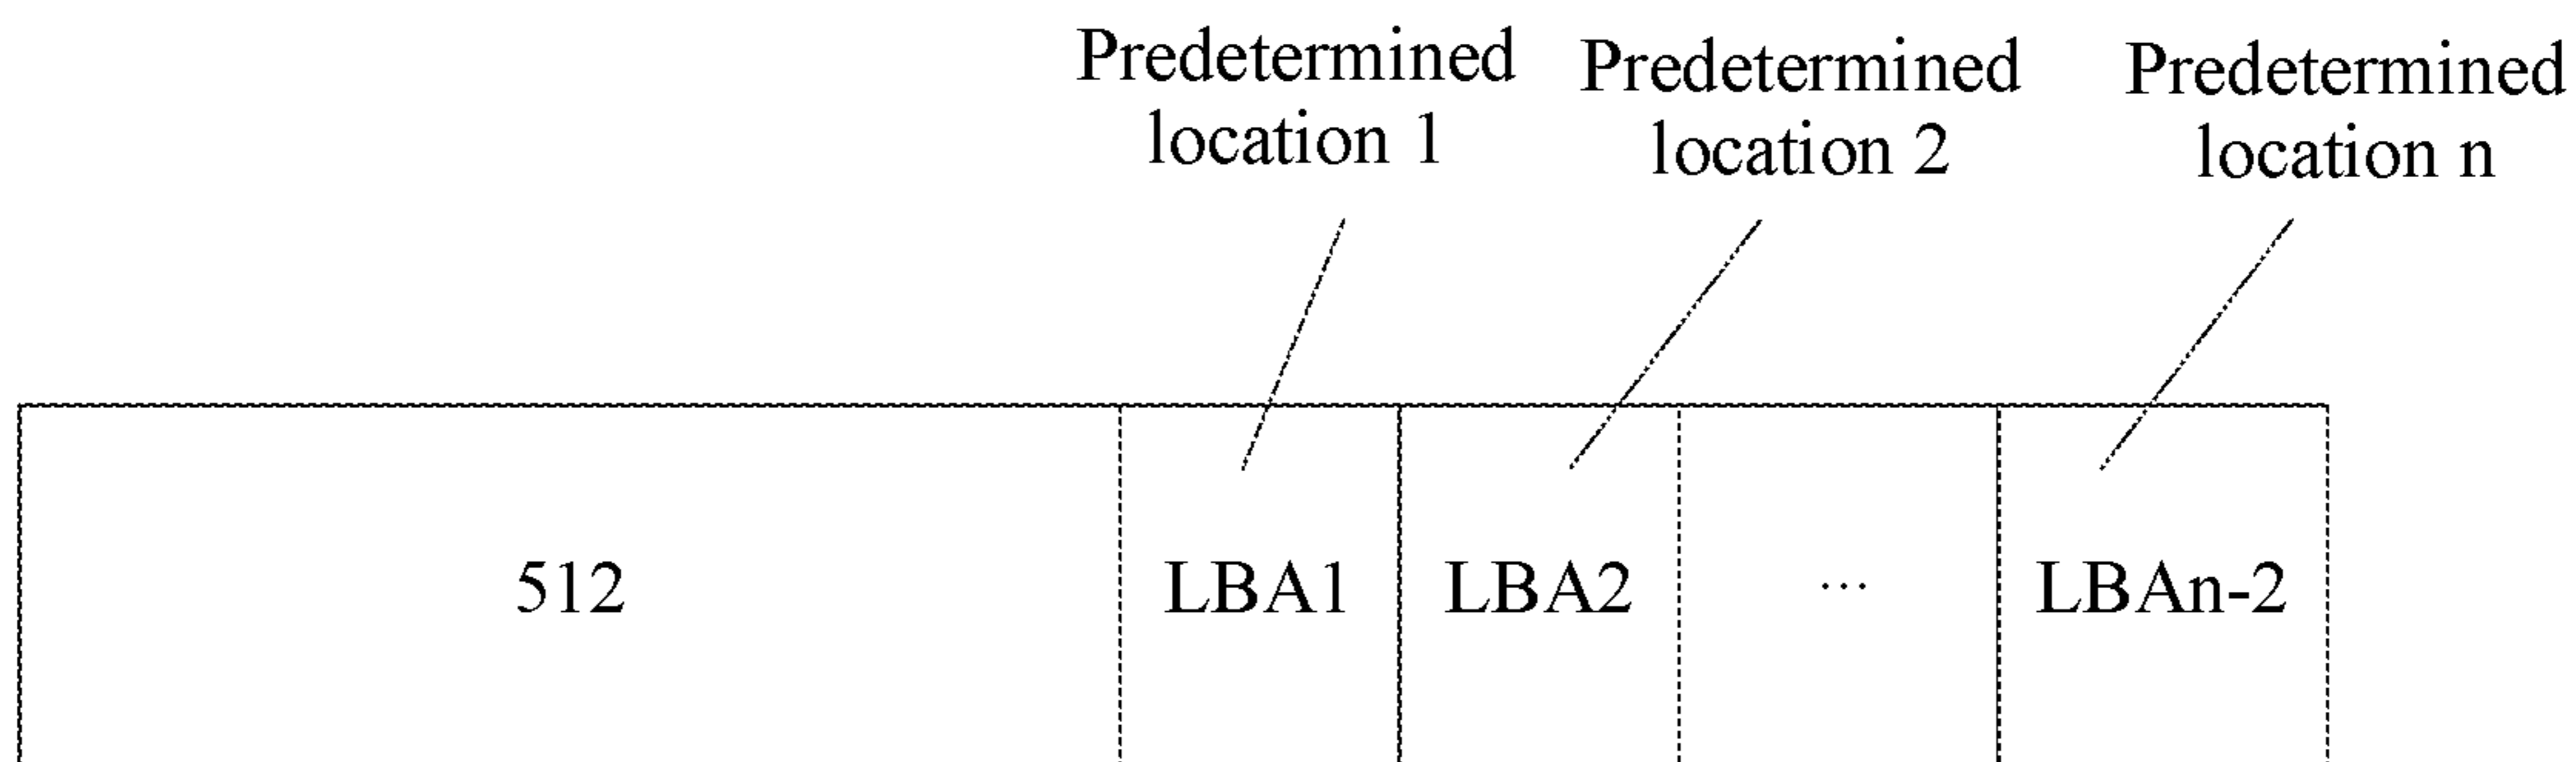 Predetermined
location 1
Predetermined
location 2
Predetermined
location n
512
LBA1
LBA2
...
LBAn-2